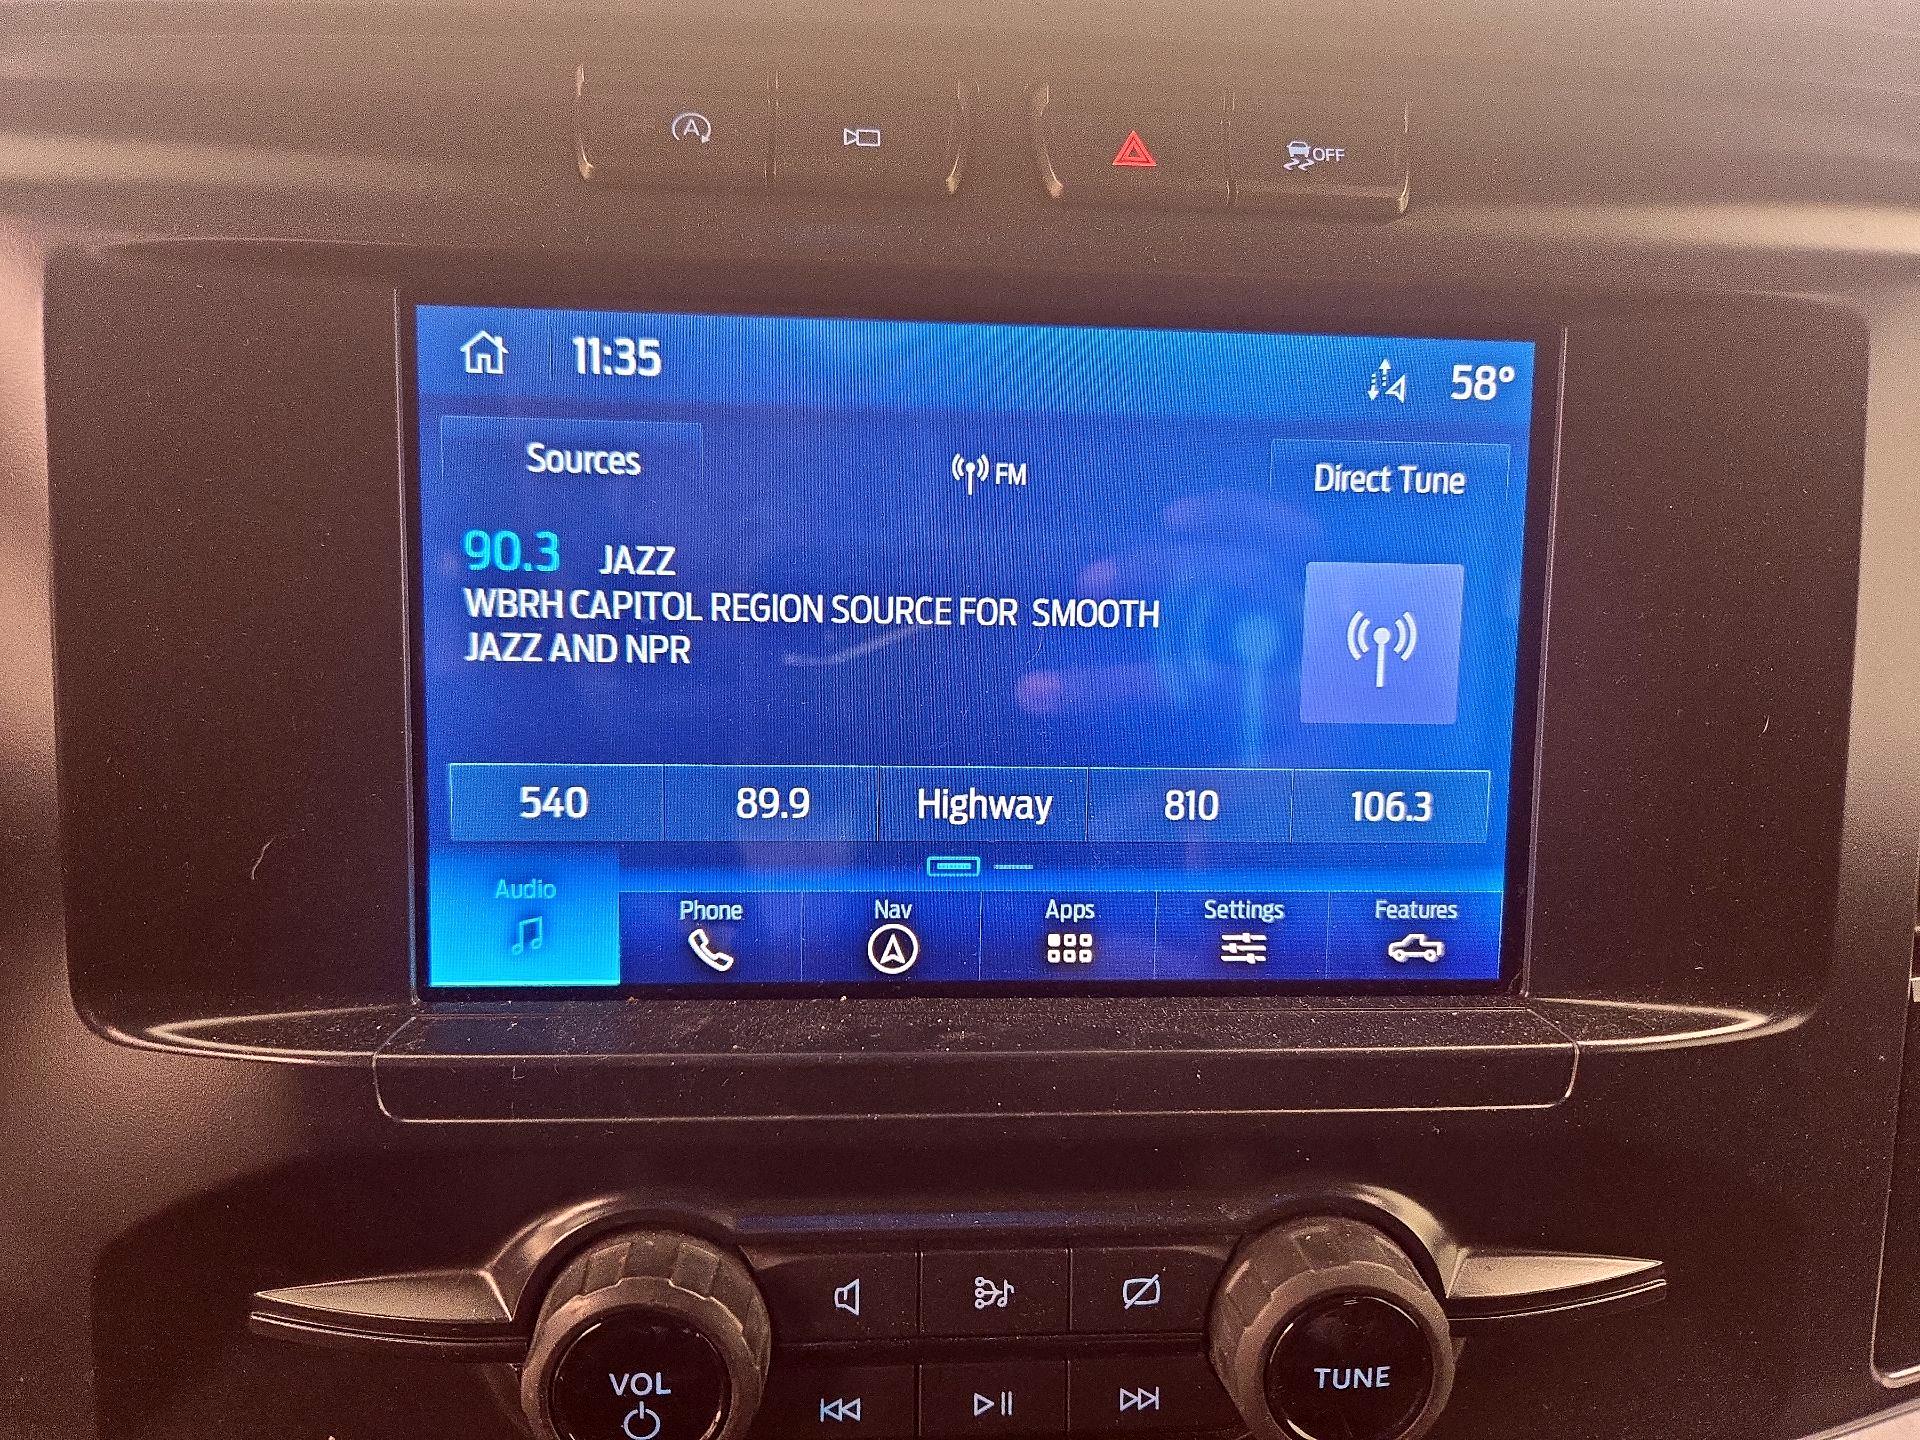 A
OFF
11:35
58°
Sources
FM
Direct Tune
90.3 JAZZ
WBRH CAPITOL REGION SOURCE FOR SMOOTH
JAZZ AND NPR
540 89.9 Highway 810 106.3
Audio Phone Nav Apps Settings Features
VOL
TUNE